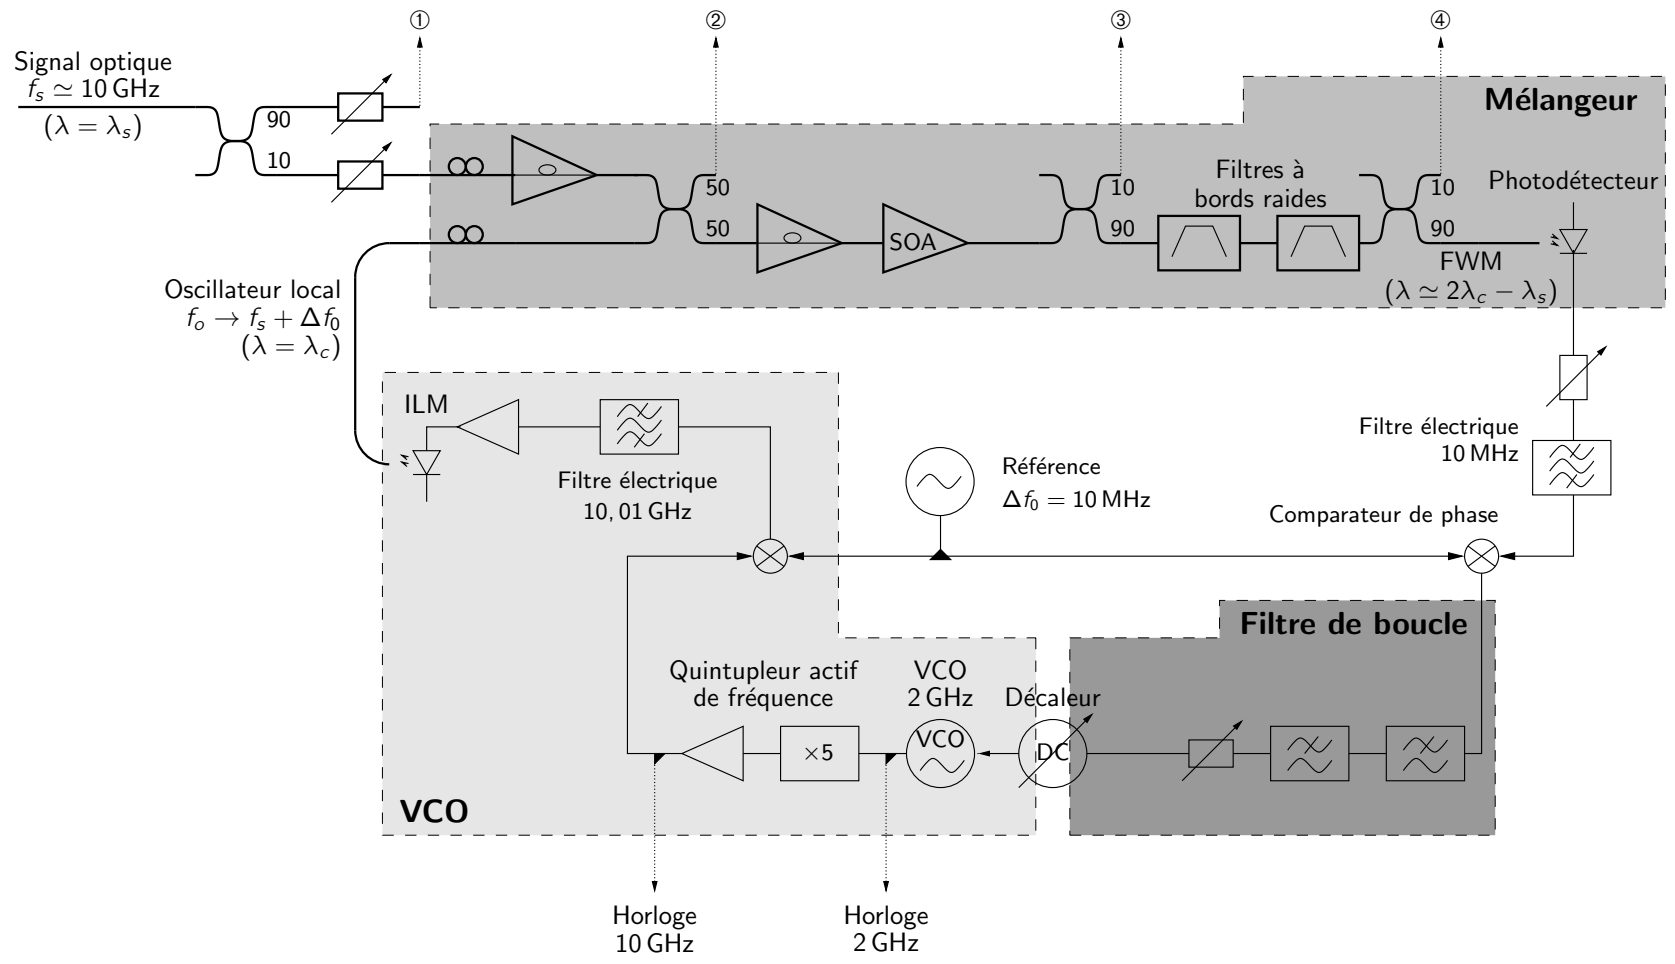 ①
②
③
④
Signal optique
f_s ≃ 10 GHz
(λ = λ_s)
90
10
Mélangeur
50
50
SOA
10
90
Filtres à
bords raides
10
90
Photodétecteur
FWM
(λ ≃ 2λ_c − λ_s)
Oscillateur local
f_o → f_s + Δf_0
(λ = λ_c)
ILM
Filtre électrique
10, 01 GHz
Référence
Δf_0 = 10 MHz
Filtre électrique
10 MHz
Comparateur de phase
Filtre de boucle
Quintupleur actif
de fréquence
VCO
2 GHz
Décaleur
×5
VCO
DC
VCO
Horloge
10 GHz
Horloge
2 GHz